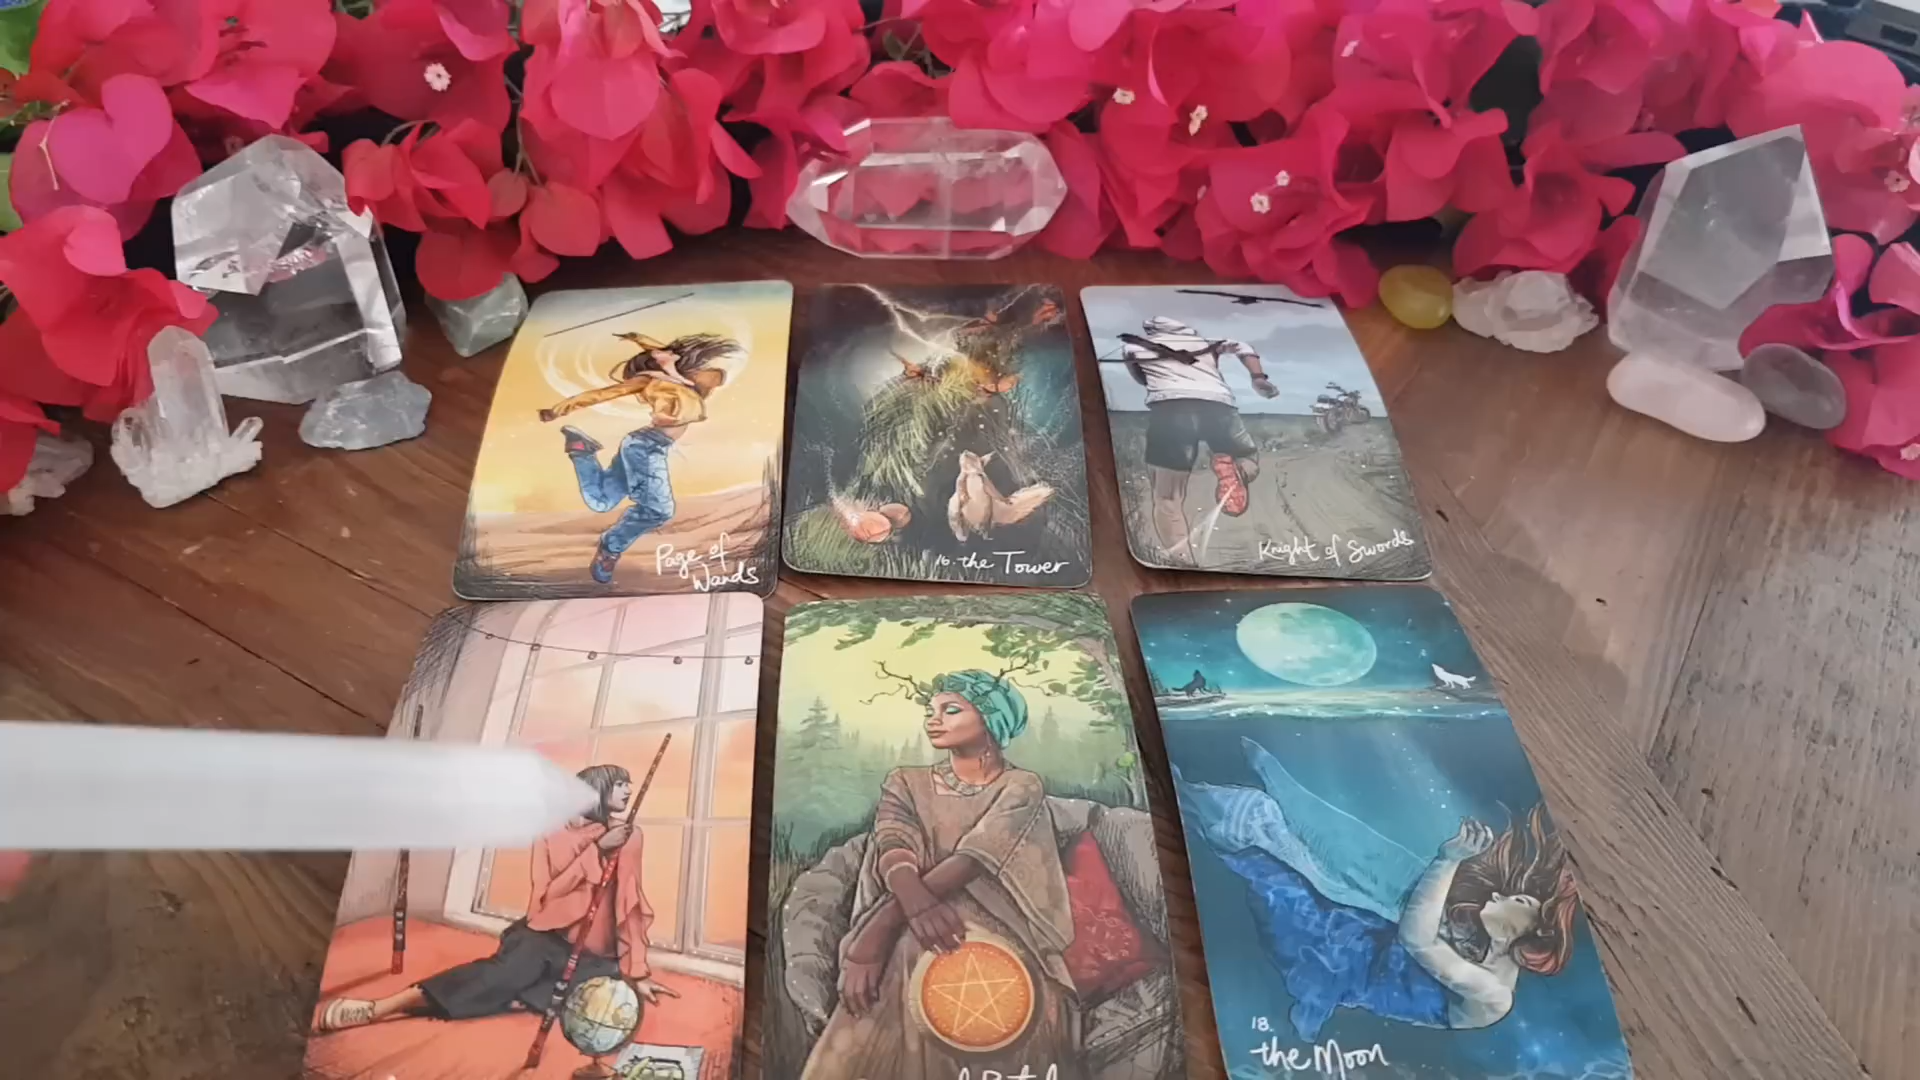 Page of
Wands
16. the Tower
Knight of Swords
18.
the Moon